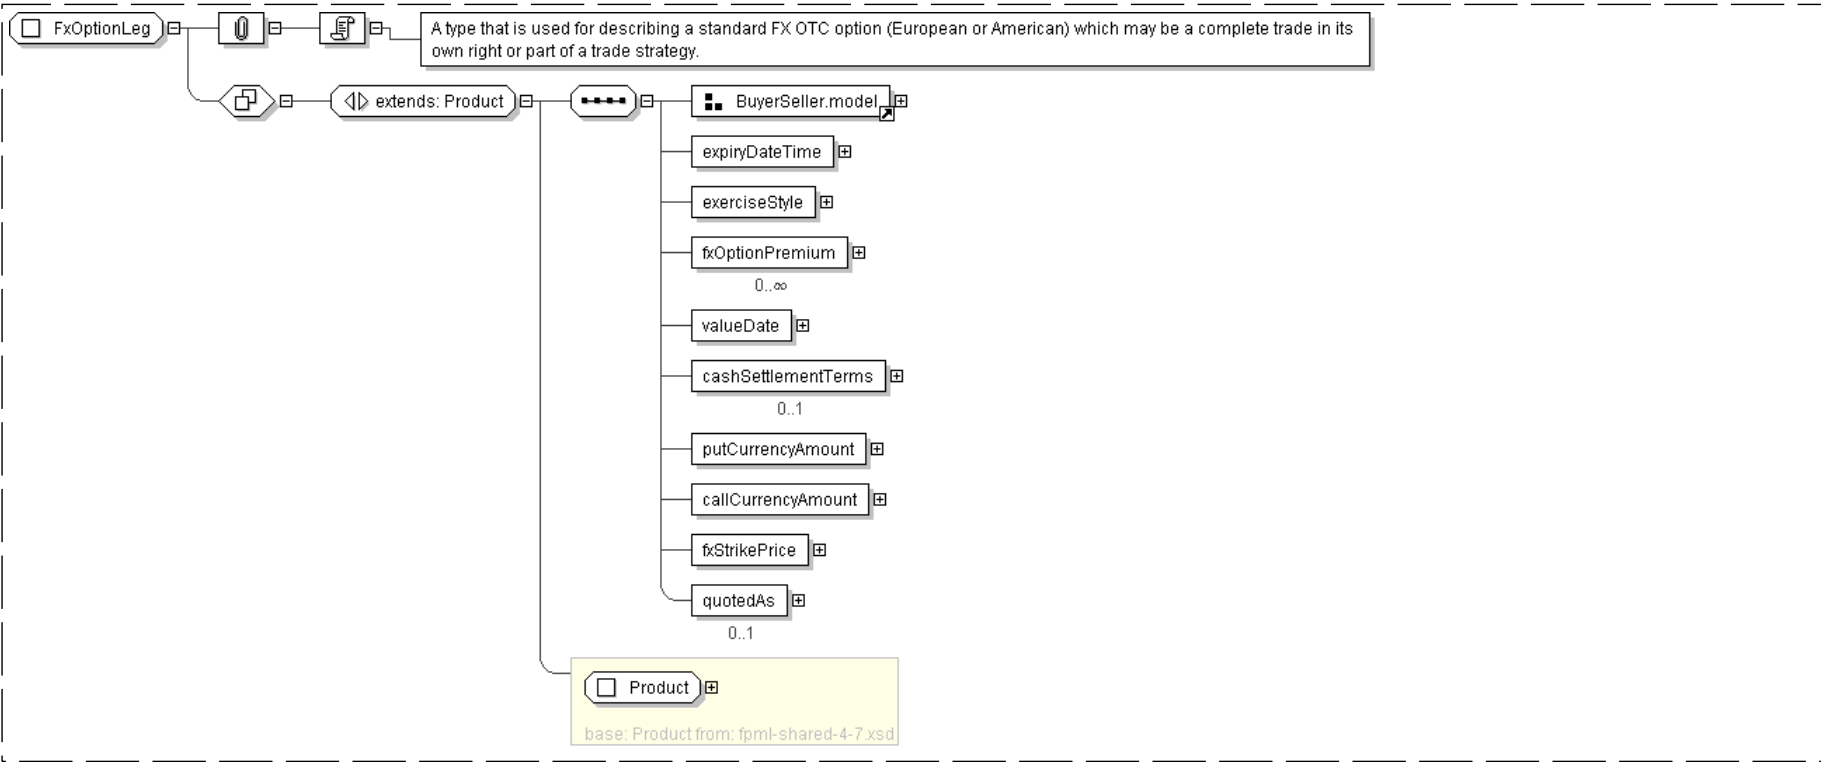 FxOptionLeg
A type that is used for describing a standard FX OTC option (European or American) which may be a complete trade in its
own right or part of a trade strategy.
extends: Product
BuyerSeller.model
expiryDateTime
exerciseStyle
fxOptionPremium
0..∞
valueDate
cashSettlementTerms
0..1
putCurrencyAmount
callCurrencyAmount
fxStrikePrice
quotedAs
0..1
Product
base: Product from: fpml-shared-4-7.xsd